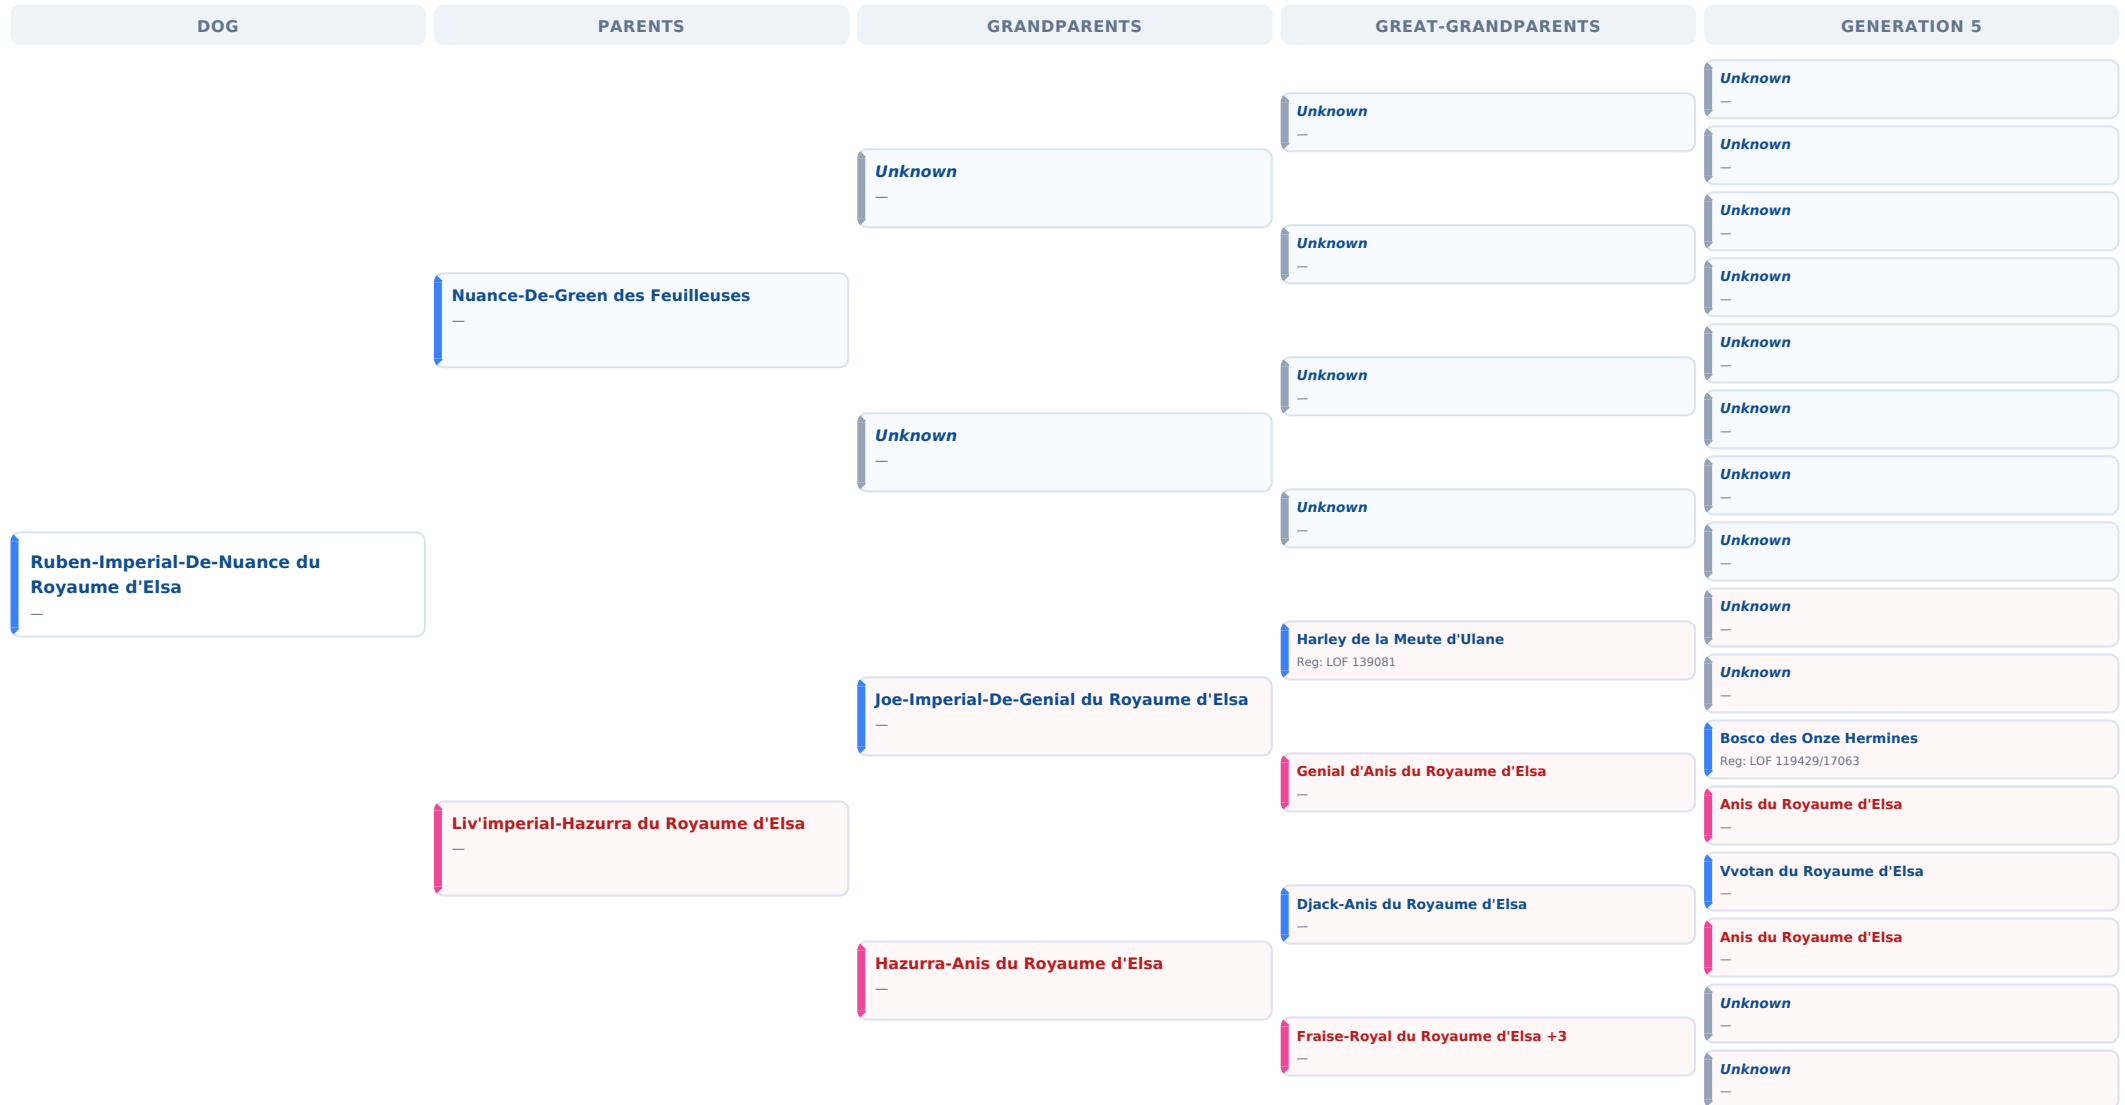 DOG
PARENTS
GRANDPARENTS
GREAT-GRANDPARENTS
GENERATION 5
Ruben-Imperial-De-Nuance du
Royaume d'Elsa
—
Nuance-De-Green des Feuilleuses
—
Liv'imperial-Hazurra du Royaume d'Elsa
—
Unknown
—
Unknown
—
Joe-Imperial-De-Genial du Royaume d'Elsa
—
Hazurra-Anis du Royaume d'Elsa
—
Unknown
—
Unknown
—
Unknown
—
Unknown
—
Harley de la Meute d'Ulane
Reg: LOF 139081
Genial d'Anis du Royaume d'Elsa
—
Djack-Anis du Royaume d'Elsa
—
Fraise-Royal du Royaume d'Elsa +3
—
Unknown
—
Unknown
—
Unknown
—
Unknown
—
Unknown
—
Unknown
—
Unknown
—
Unknown
—
Unknown
—
Unknown
—
Bosco des Onze Hermines
Reg: LOF 119429/17063
Anis du Royaume d'Elsa
—
Vvotan du Royaume d'Elsa
—
Anis du Royaume d'Elsa
—
Unknown
—
Unknown
—